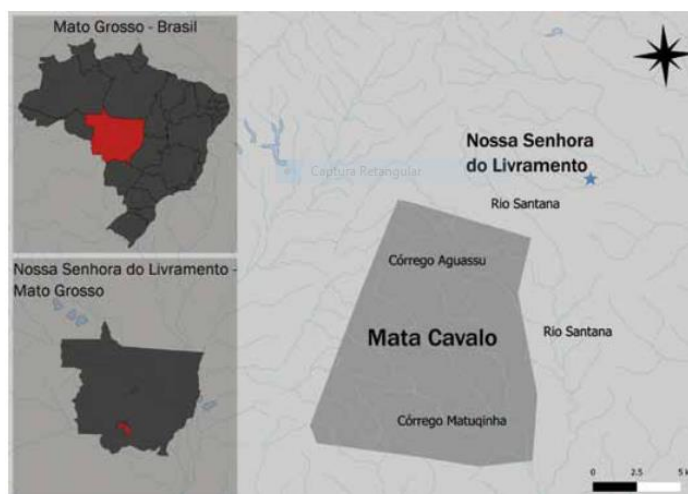 Mato Grosso - Brasil
Nossa Senhora do Livramento -
Mato Grosso
Captura Retangular
Nossa Senhora
do Livramento
Rio Santana
Córrego Aguassu
Mata Cavalo
Rio Santana
Córrego Matuqinha
0 2.5 5 k